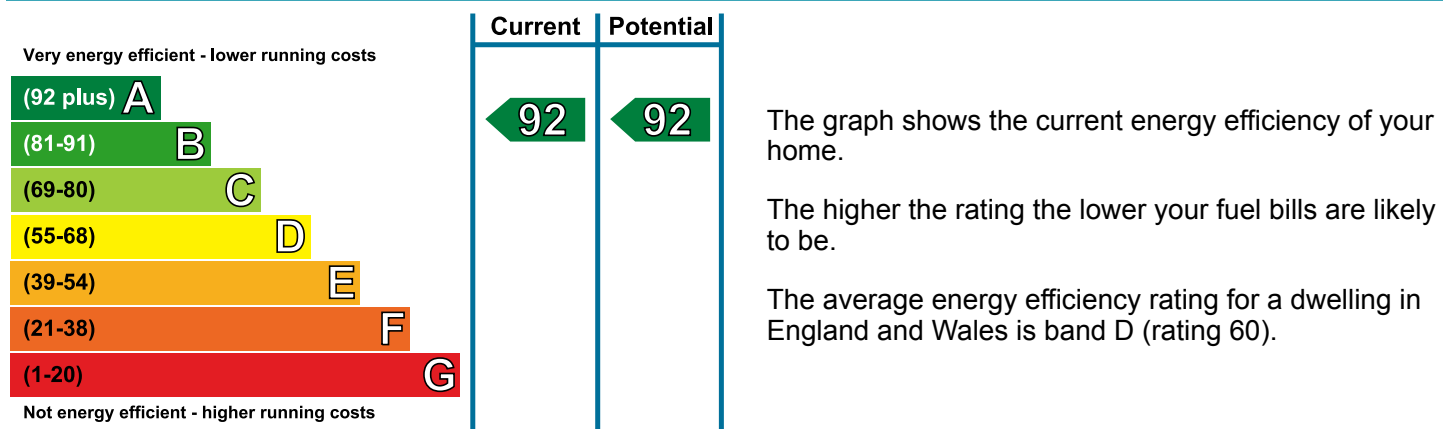 Current Potential
Very energy efficient - lower running costs
(92 plus) A
92 92
(81-91) B
(69-80) C
(55-68) D
(39-54) E
(21-38) F
(1-20) G
Not energy efficient - higher running costs
The graph shows the current energy efficiency of your
home.
The higher the rating the lower your fuel bills are likely
to be.
The average energy efficiency rating for a dwelling in
England and Wales is band D (rating 60).